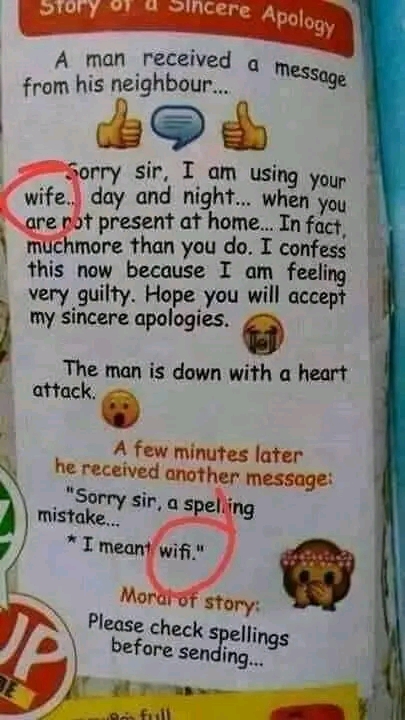 Story of a Sincere Apology
A man received a message
from his neighbour...
Sorry sir, I am using your
wife.. day and night... when you
are not present at home... In fact,
muchmore than you do. I confess
this now because I am feeling
very guilty. Hope you will accept
my sincere apologies.
The man is down with a heart
attack.
A few minutes later
he received another message:
"Sorry sir, a spelling
mistake...
* I meant wifi."
Moral of story:
Please check spellings
before sending...
UP
full